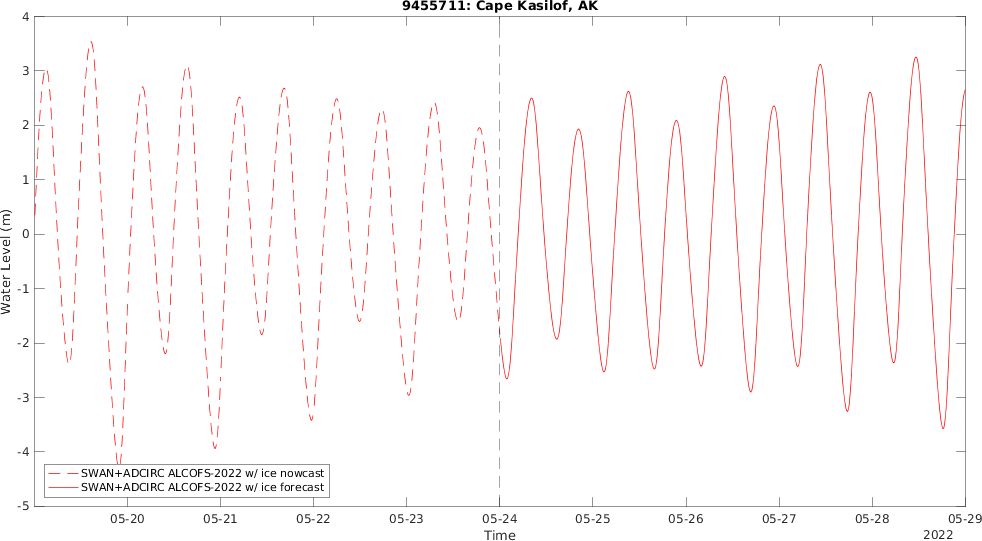 9455711: Cape Kasilof, AK
4
3
2
1
0
-1
-2
-3
-4
-5
Water Level (m)
SWAN+ADCIRC ALCOFS-2022 w/ ice nowcast
SWAN+ADCIRC ALCOFS-2022 w/ ice forecast
05-20 05-21 05-22 05-23 05-24 05-25 05-26 05-27 05-28 05-29
Time
2022